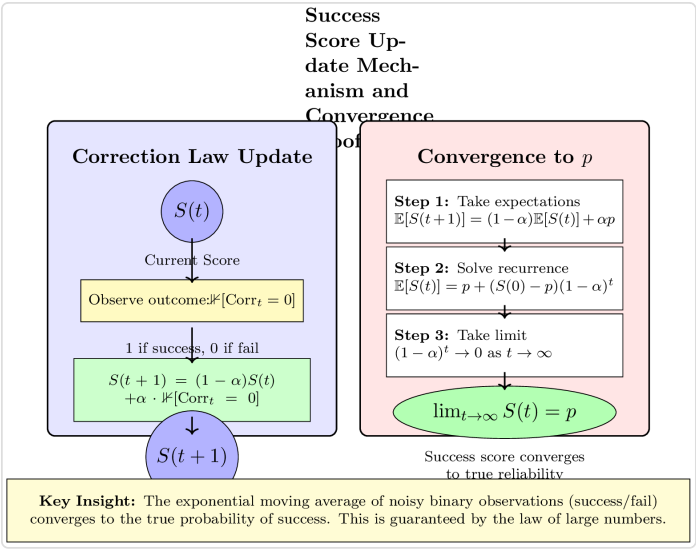 Success
Score Up-
date Mech-
anism and
Convergence
oof
Correction Law Update
S(t)
Current Score
Observe outcome:⊮[Corr_t = 0]
1 if success, 0 if fail
S(t + 1) = (1 − α)S(t)
+α · ⊮[Corr_t = 0]
S(t + 1)
Convergence to p
Step 1: Take expectations
𝔼[S(t+1)] = (1−α)𝔼[S(t)]+αp
Step 2: Solve recurrence
𝔼[S(t)] = p + (S(0) − p)(1 − α)^t
Step 3: Take limit
(1 − α)^t → 0 as t → ∞
lim_{t→∞} S(t) = p
Success score converges
to true reliability
Key Insight: The exponential moving average of noisy binary observations (success/fail)
converges to the true probability of success. This is guaranteed by the law of large numbers.